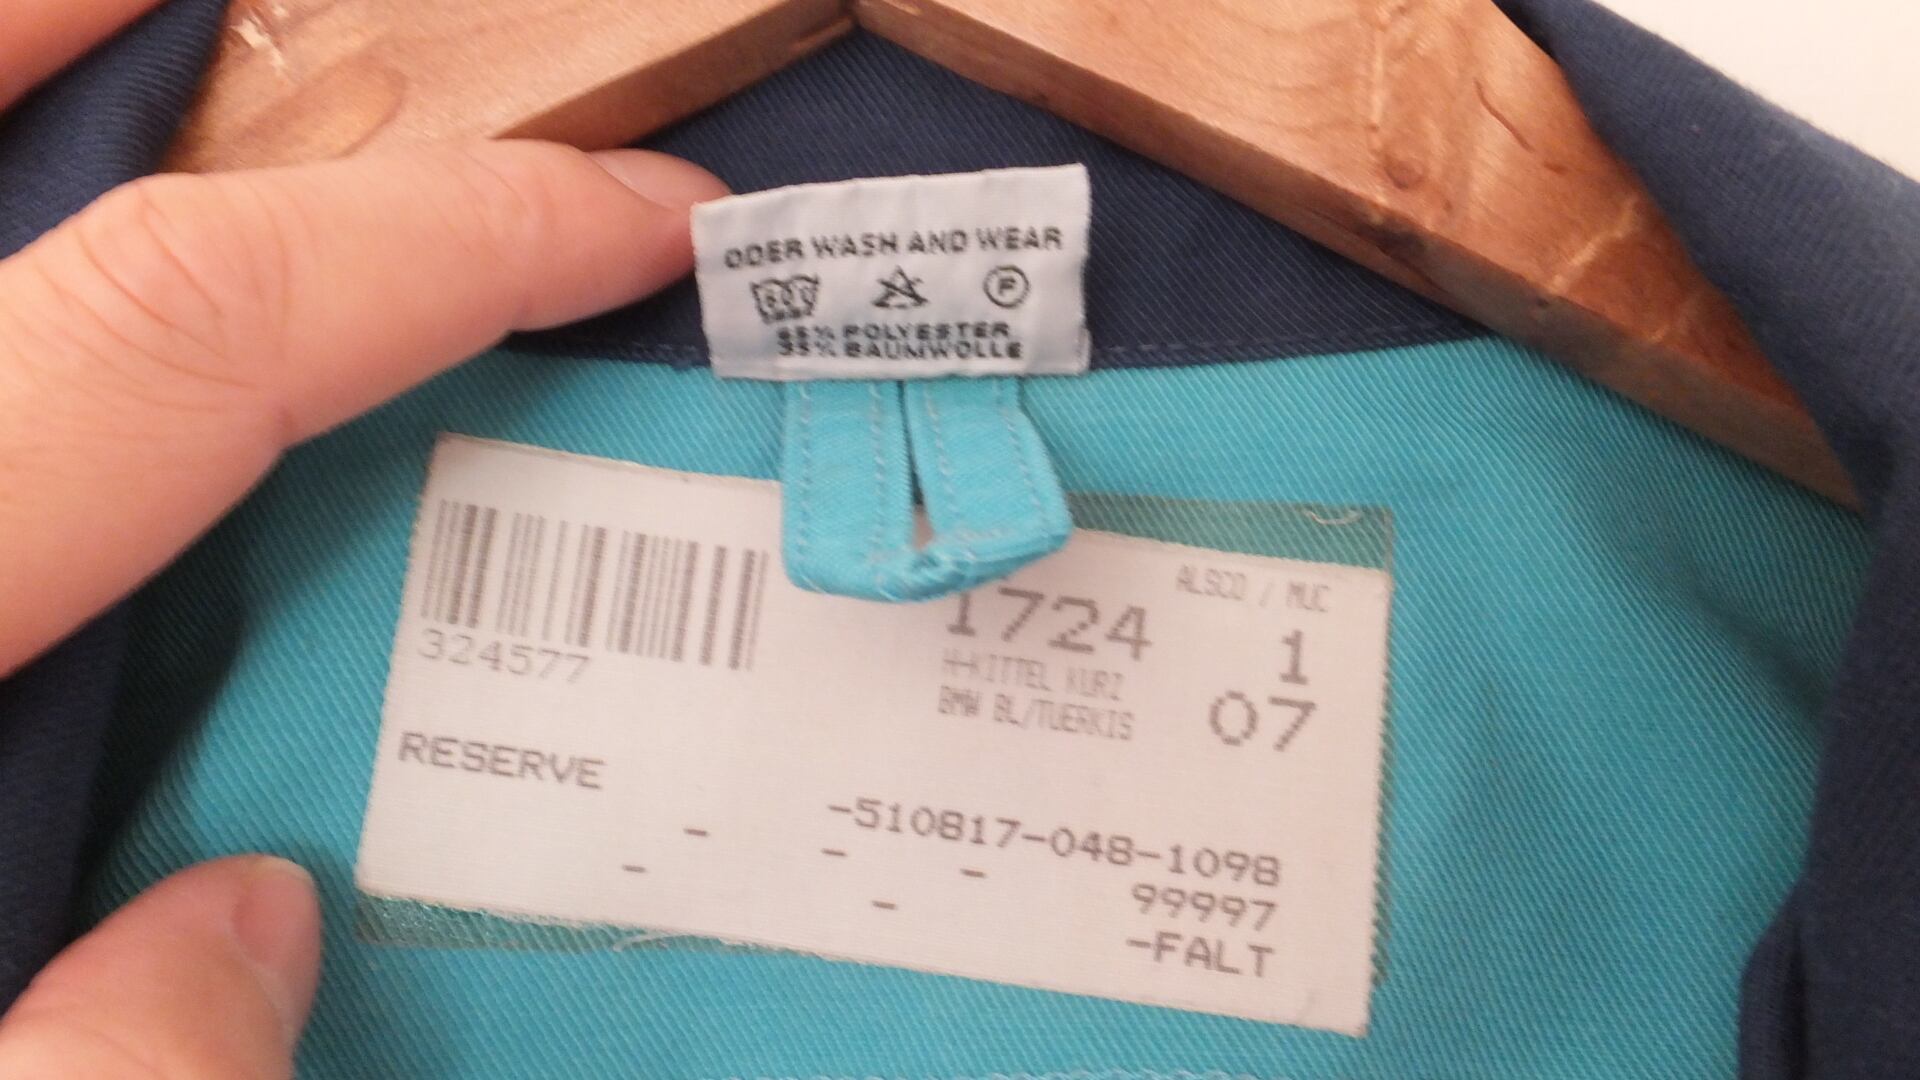 ODER WASH AND WEAR
P
65% POLYESTER
35% BAUMWOLLE
ALSCO / MUC
324577
1724
1
H-KITTEL KURZ
BMW BL/TUERKIS
07
RESERVE
-510817-048-1098
- - - -
99997
-
-FALT